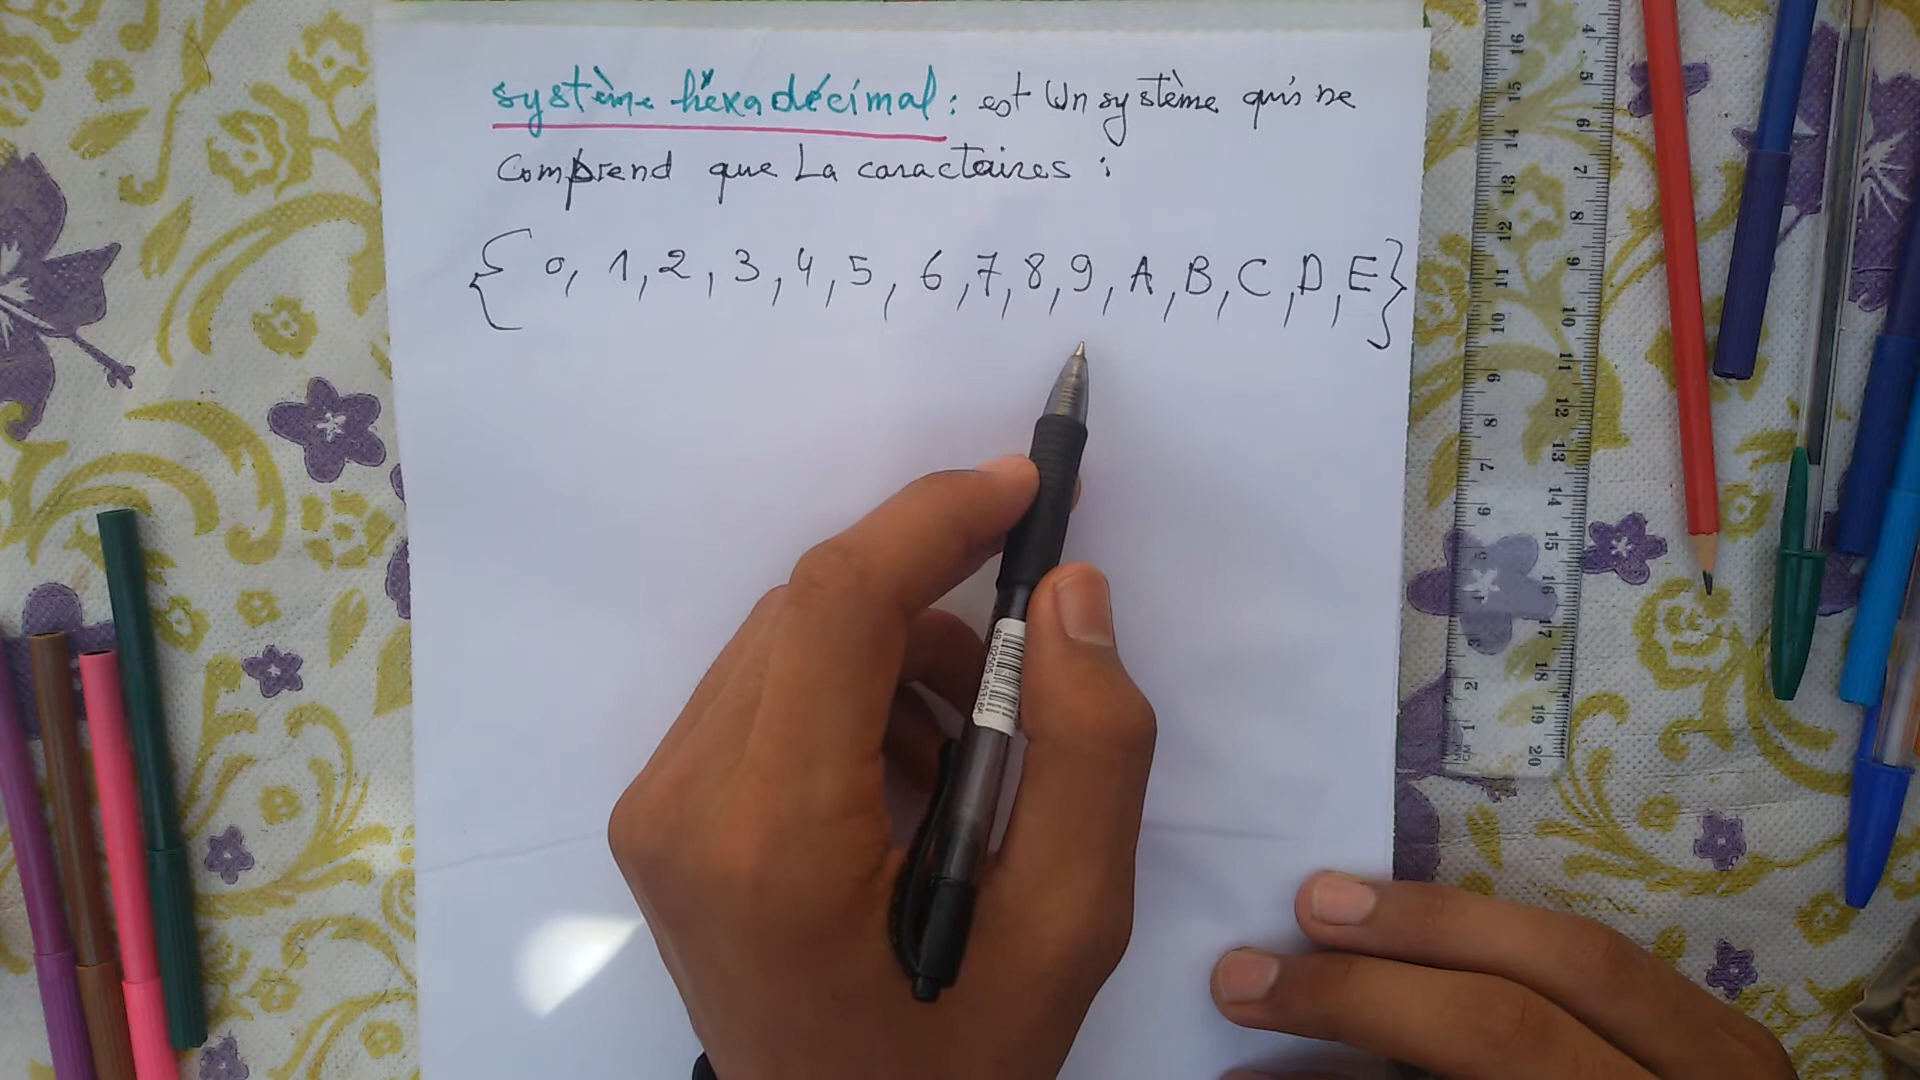 système héxadécimal : est Un système qui ne
comprend que La caractaires :
{ 0, 1, 2, 3, 4, 5, 6, 7, 8, 9, A, B, C, D, E }